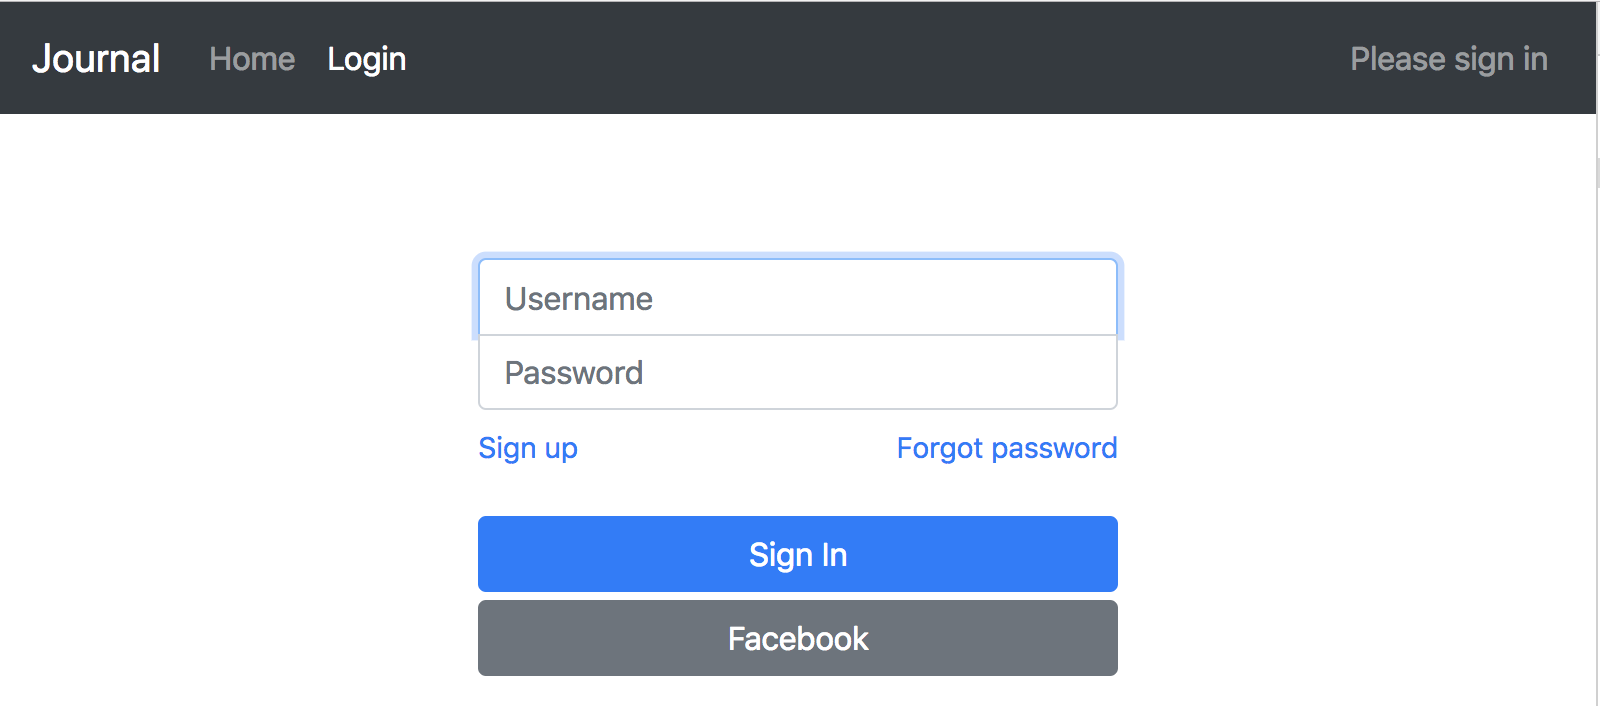 Journal Home Login Please sign in
Username
Password
Sign up Forgot password
Sign In
Facebook